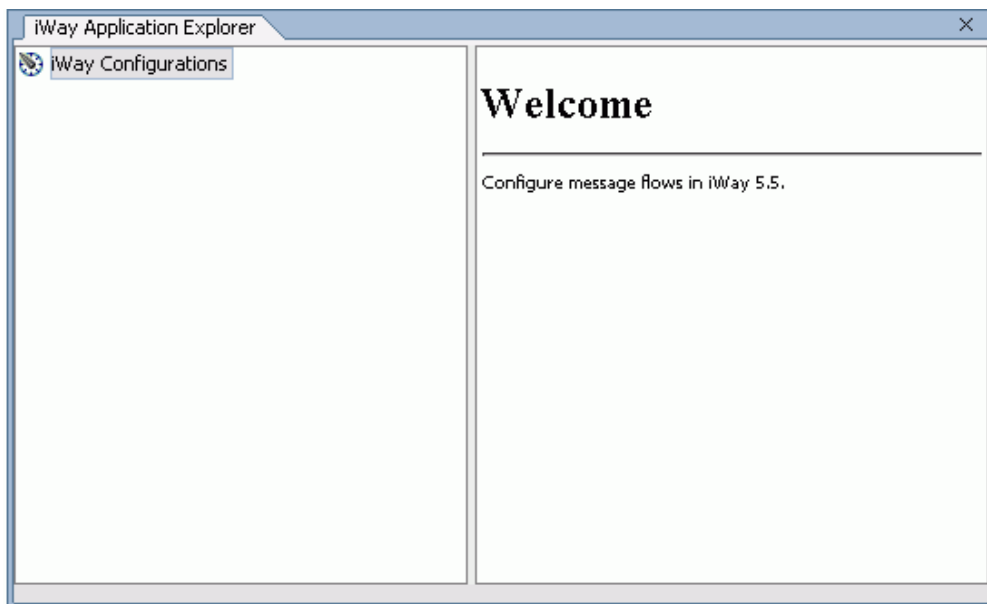 iWay Application Explorer
iWay Configurations
Welcome
Configure message flows in iWay 5.5.